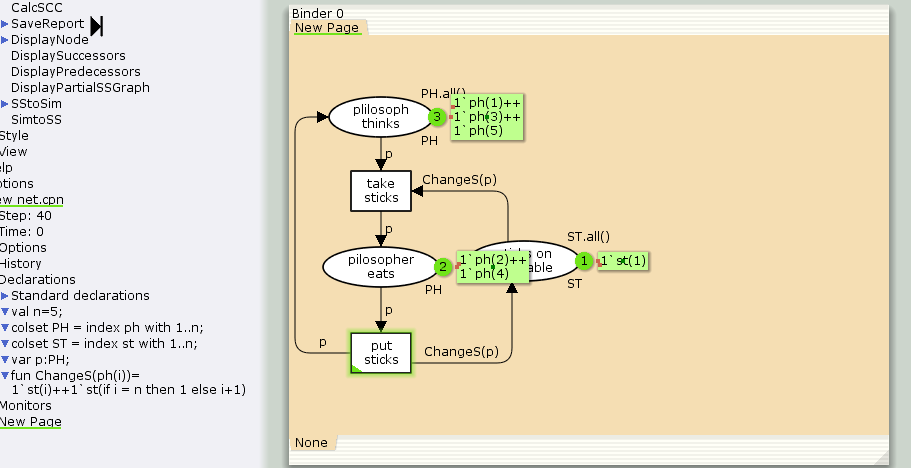 CalcSCC
SaveReport
DisplayNode
DisplaySuccessors
DisplayPredecessors
DisplayPartialSSGraph
SStoSim
SimtoSS
Style
View
elp
otions
ew net.cpn
Step: 40
Time: 0
Options
History
Declarations
Standard declarations
val n=5;
colset PH = index ph with 1..n;
colset ST = index st with 1..n;
var p:PH;
fun ChangeS(ph(i))=
1`st(i)++1`st(if i = n then 1 else i+1)
Monitors
New Page
Binder 0
New Page
PH.all()
plilosoph
thinks
3
1`ph(1)++
1`ph(3)++
1`ph(5)
PH
p
take
sticks
ChangeS(p)
p
ST.all()
pilosopher
eats
2
1`ph(2)++
1`ph(4)
on
able
1
1`st(1)
PH
ST
p
p
put
sticks
ChangeS(p)
None